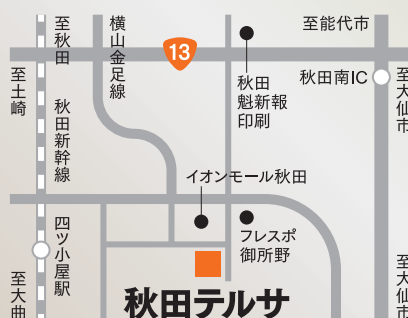 至秋田
横山金足線
13
至能代市
秋田
魁新報
印刷
秋田南IC
至土崎
至大仙市
秋田新幹線
イオンモール秋田
四ツ小屋駅
フレスポ
御所野
至大曲
至大仙市
秋田テルサ